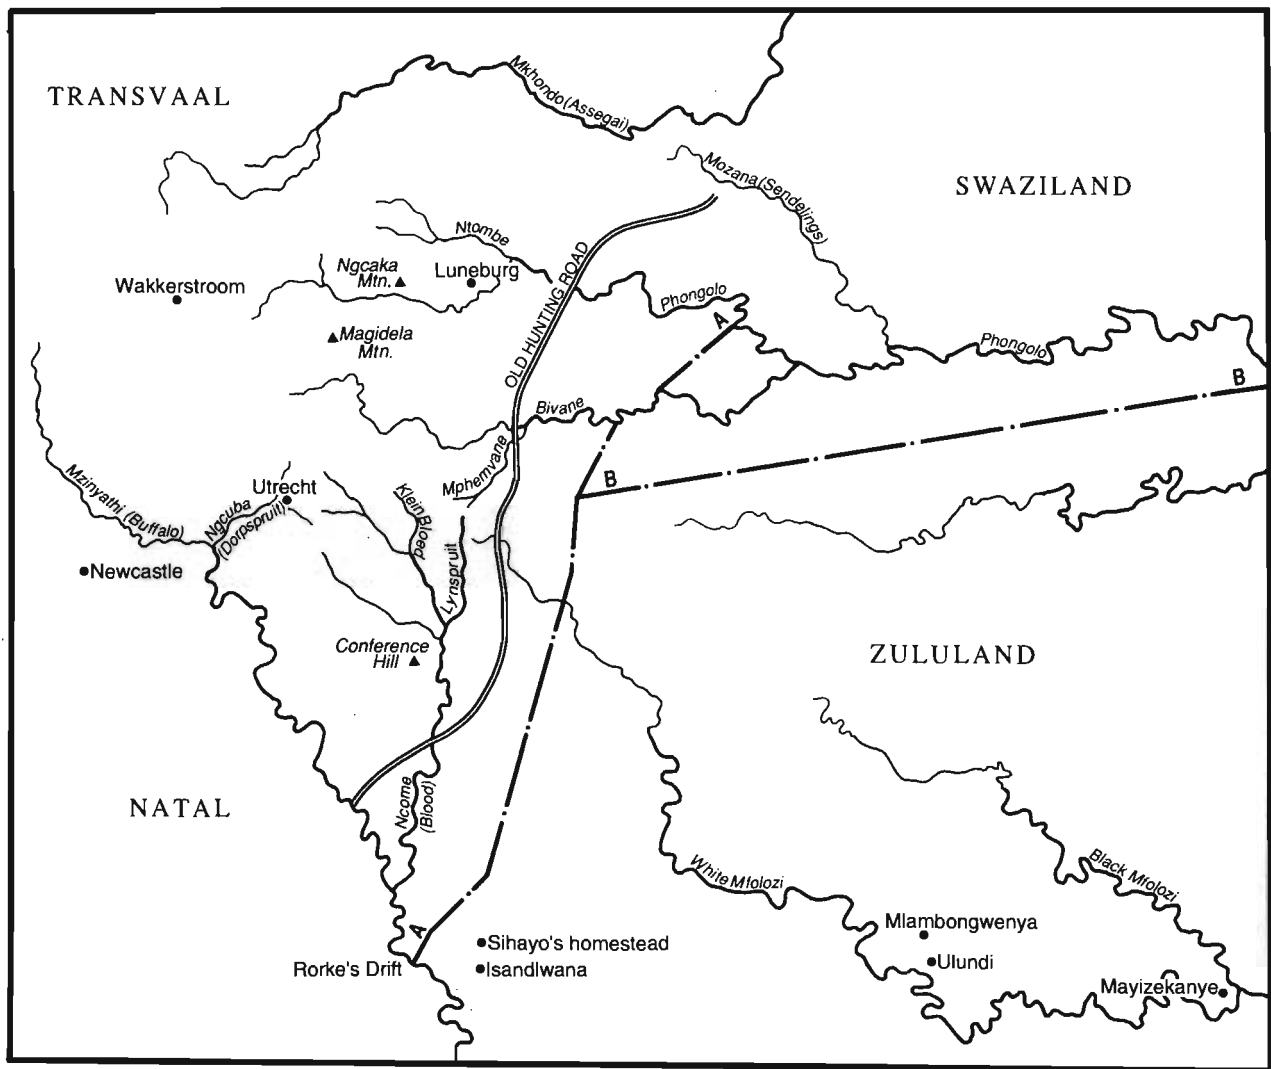 TRANSVAAL
Mkhondo (Assegai)
Mozana (Sendelings)
SWAZILAND
Ntombe
Ngcaka
Mtn.
Luneburg
Wakkerstroom
OLD HUNTING ROAD
Phongolo
A
Magidela
Mtn.
Phongolo
B
Bivane
Mphemvane
B
Mzinyathi (Buffalo)
Utrecht
Ngcuba
(Dorpspruit)
Klein Blood
Lynspruit
Newcastle
Conference
Hill
ZULULAND
NATAL
Ncome
(Blood)
White Mfolozi
Black Mfolozi
A
Mlambongwenya
Sihayo's homestead
Rorke's Drift
Isandlwana
Ulundi
Mayizekanye